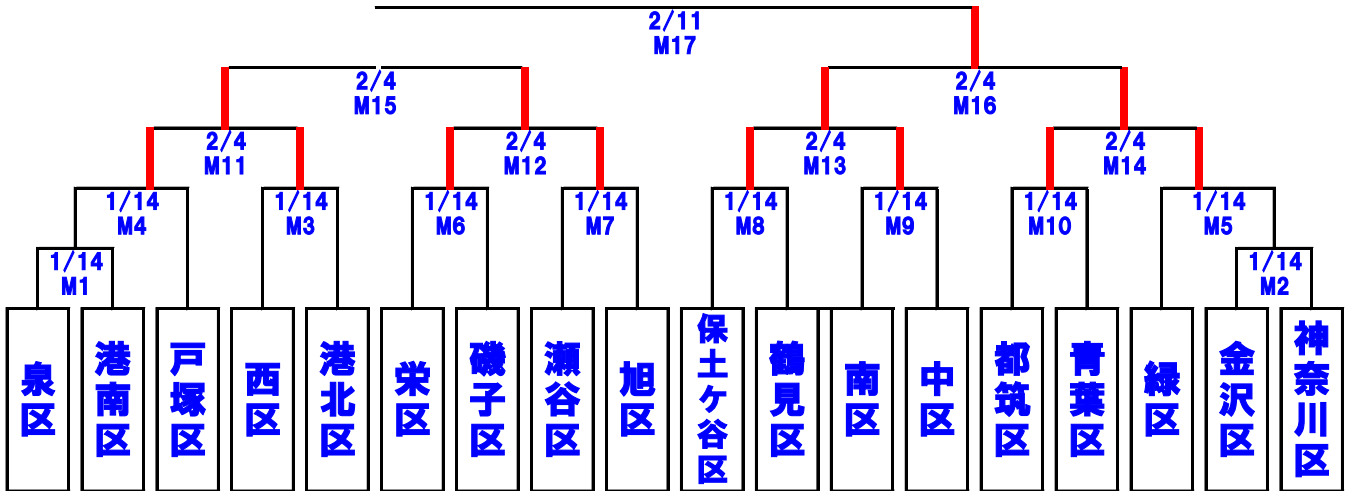 2/11
M17
2/4
M15
2/4
M16
2/4
M11
2/4
M12
2/4
M13
2/4
M14
1/14
M4
1/14
M3
1/14
M6
1/14
M7
1/14
M8
1/14
M9
1/14
M10
1/14
M5
1/14
M1
1/14
M2
泉区
港南区
戸塚区
西区
港北区
栄区
磯子区
瀬谷区
旭区
保土ケ谷区
鶴見区
南区
中区
都筑区
青葉区
緑区
金沢区
神奈川区